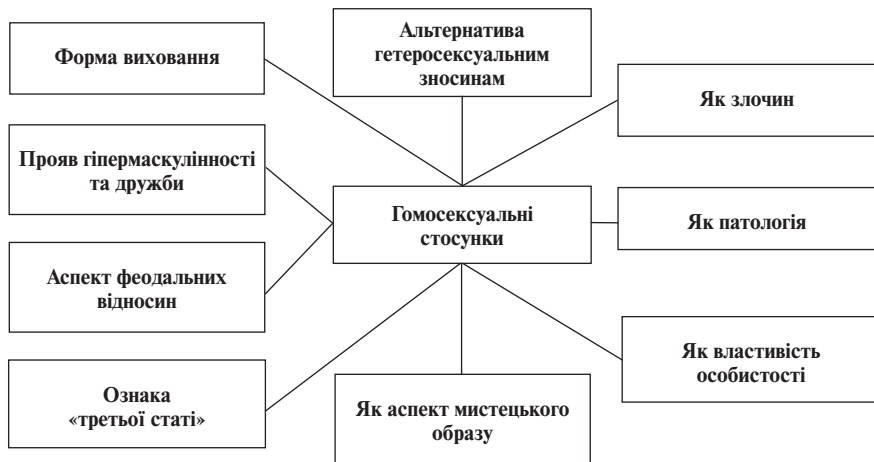 Форма виховання
Альтернатива
гетеросексуальним
зносинам
Як злочин
Прояв гіпермаскулінності
та дружби
Гомосексуальні
стосунки
Як патологія
Аспект феодальних
відносин
Як властивість
особистості
Ознака
«третьої статі»
Як аспект мистецького
образу